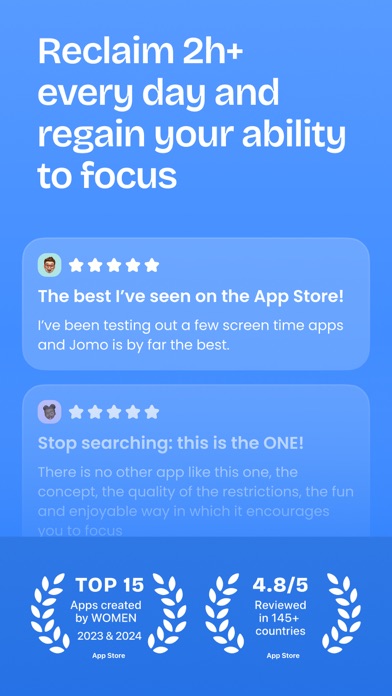 Reclaim 2h+
every day and
regain your ability
to focus
The best I've seen on the App Store!
I've been testing out a few screen time apps
and Jomo is by far the best.
Stop searching: this is the ONE!
There is no other app like this one, the
concept, the quality of the restrictions, the fun
and enjoyable way in which it encourages
you to focus
TOP 15
Apps created
by WOMEN
2023 & 2024
App Store
4.8/5
Reviewed
in 145+
countries
App Store